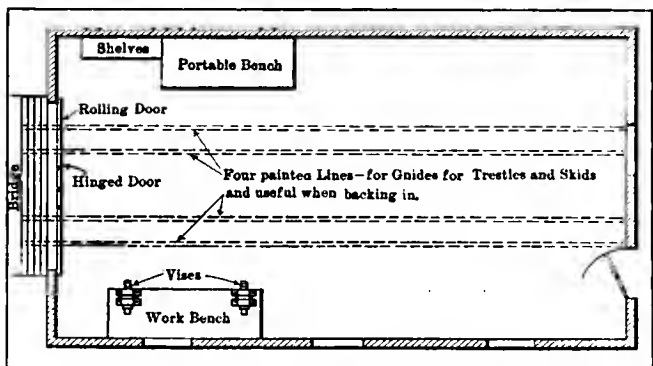 Shelves
Portable Bench
Rolling Door
Bridge
Hinged Door
Four painted Lines—for Gnides for Trestles and Skids
and useful when backing in.
Vises
Work Bench